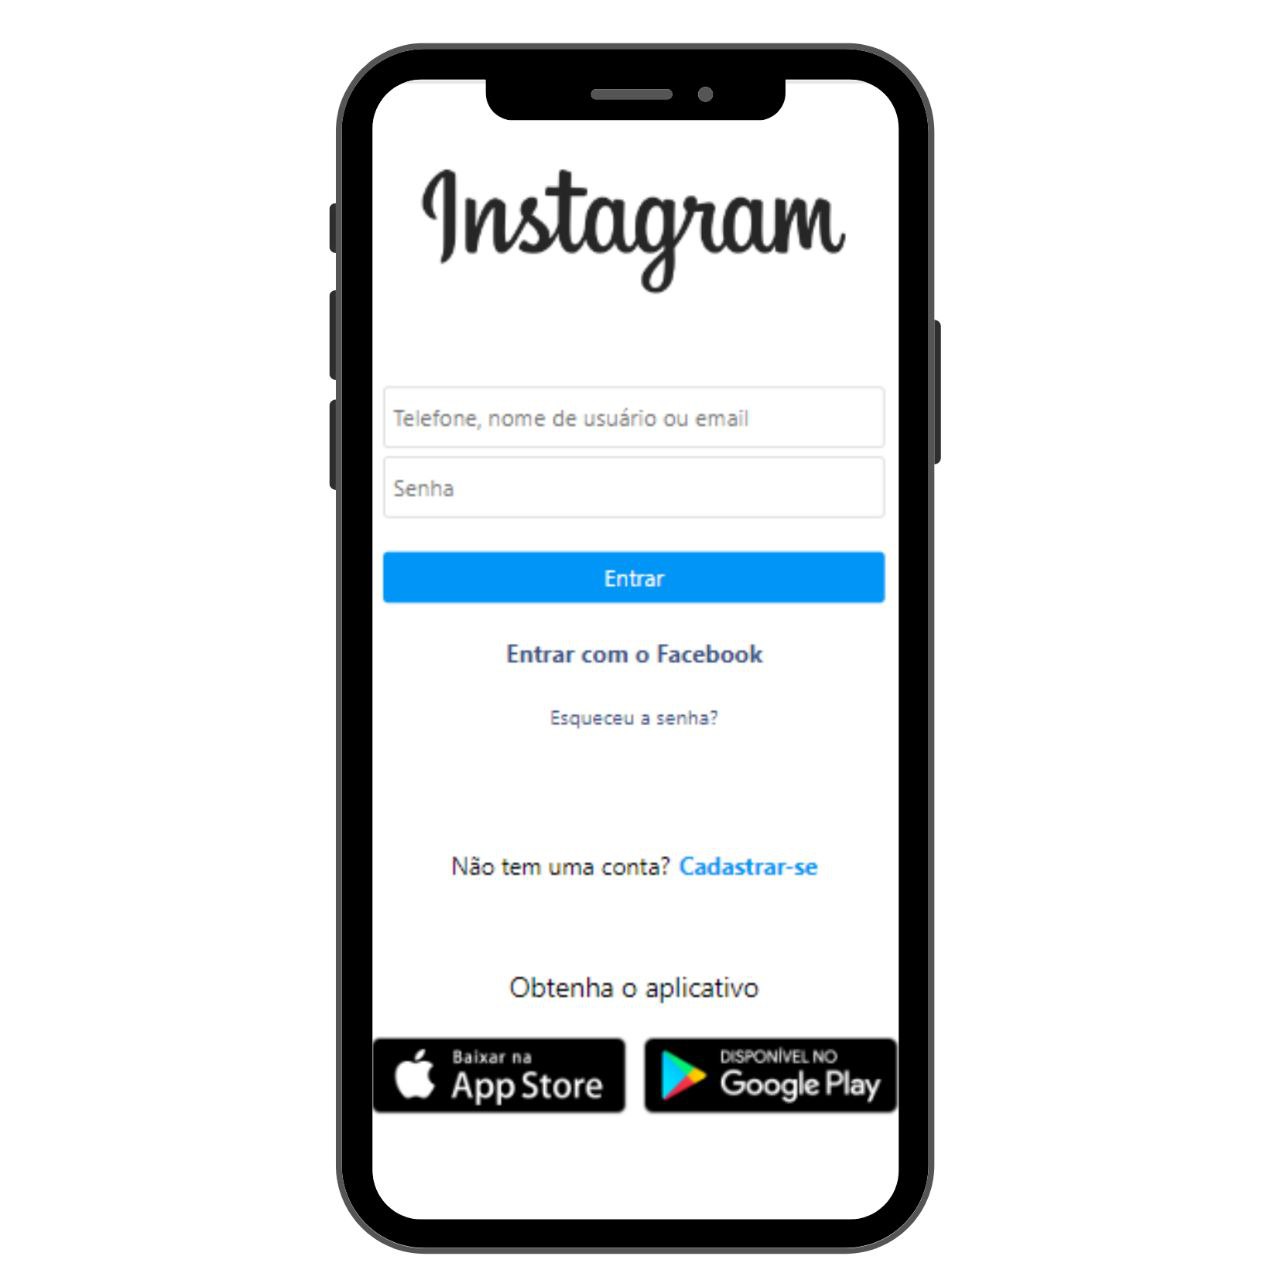 Instagram
Telefone, nome de usuário ou email
Senha
Entrar
Entrar com o Facebook
Esqueceu a senha?
Não tem uma conta? Cadastrar-se
Obtenha o aplicativo
Baixar na
App Store
DISPONÍVEL NO
Google Play